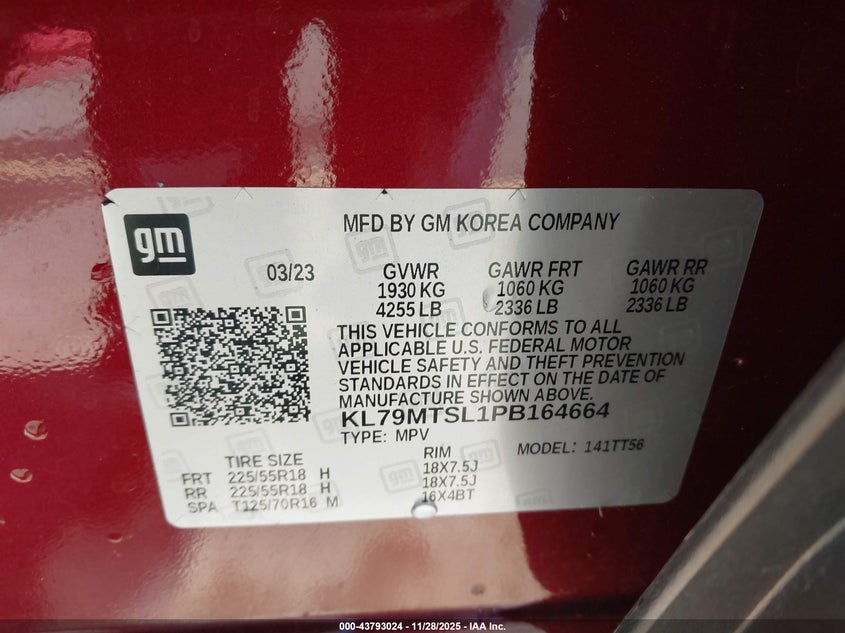 gm
MFD BY GM KOREA COMPANY
03/23 GVWR GAWR FRT GAWR RR
1930 KG 1060 KG 1060 KG
4255 LB 2336 LB 2336 LB
THIS VEHICLE CONFORMS TO ALL
APPLICABLE U.S. FEDERAL MOTOR
VEHICLE SAFETY AND THEFT PREVENTION
STANDARDS IN EFFECT ON THE DATE OF
MANUFACTURE SHOWN ABOVE.
KL79MTSL1PB164664
TYPE: MPV MODEL: 141TT56
TIRE SIZE RIM
FRT 225/55R18 H 18X7.5J
RR 225/55R18 H 18X7.5J
SPA T125/70R16 M 16X4BT
000-43793024 - 11/28/2025 - IAA Inc.